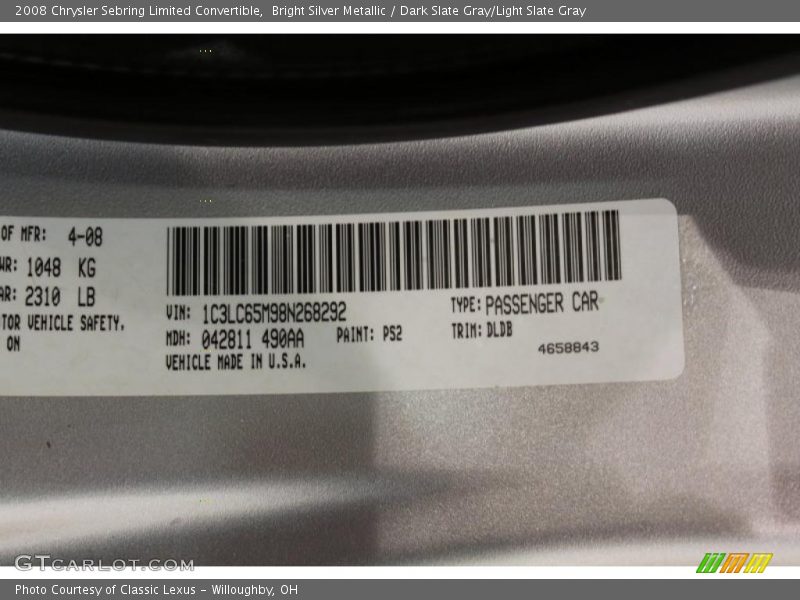 2008 Chrysler Sebring Limited Convertible, Bright Silver Metallic / Dark Slate Gray/Light Slate Gray
OF MFR: 4-08
WR: 1048 KG
AR: 2310 LB
TOR VEHICLE SAFETY.
ON
VIN: 1C3LC65M98N268292
TYPE: PASSENGER CAR
MDH: 042811 490AA
PAINT: PS2
TRIM: DLDB
VEHICLE MADE IN U.S.A.
4658843
GTCARLOT.COM
Photo Courtesy of Classic Lexus - Willoughby, OH